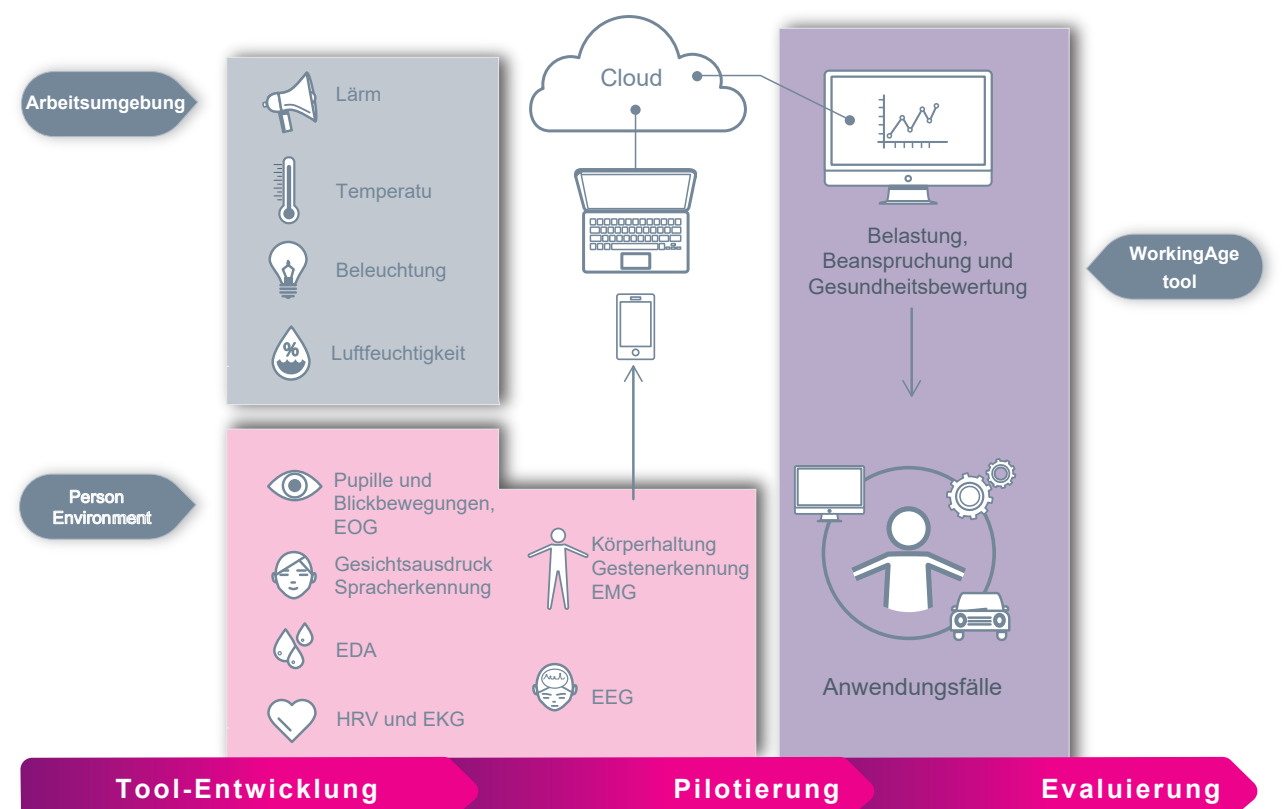 Arbeitsumgebung
Lärm
Temperatu
Beleuchtung
%
Luftfeuchtigkeit
Cloud
Belastung,
Beanspruchung und
Gesundheitsbewertung
WorkingAge
tool
Person
Environment
Pupille und
Blickbewegungen,
EOG
Gesichtsausdruck
Spracherkennung
EDA
HRV und EKG
Körperhaltung
Gestenerkennung
EMG
EEG
Anwendungsfälle
Tool-Entwicklung
Pilotierung
Evaluierung